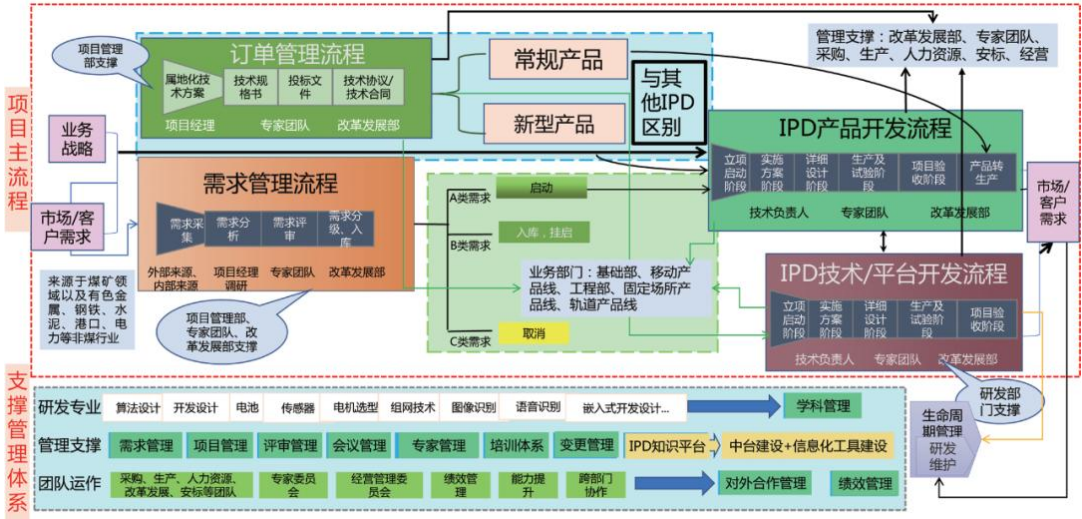 项目主流程
项目管理
部支撑
订单管理流程
属地化技
术方案
技术规
格书
投标文
件
技术协议/
技术合同
项目经理
专家团队
改革发展部
常规产品
新型产品
与其
他IPD
区别
管理支撑：改革发展部、专家团队、
采购、生产、人力资源、安标、经营
业务
战略
市场/客
户需求
来源于煤矿领
域以及有色金
属、钢铁、水
泥、港口、电
力等非煤行业
需求管理流程
需求采
集
需求分
析
需求评
审
需求分
级、入
库
外部来源、
内部来源
项目经理
调研
专家团队
改革发展部
项目管理部、
专家团队、改
革发展部支撑
A类需求
启动
B类需求
入库，挂启
业务部门：基础部、移动产
品线、工程部、固定场所产
品线、轨道产品线
C类需求
取消
IPD产品开发流程
立项
启动
阶段
实施
方案
阶段
详细
设计
阶段
生产及
试验阶
段
项目验
收阶段
产品转
生产
技术负责人
专家团队
改革发展部
市场/
客户
需求
IPD技术/平台开发流程
立项
启动
阶段
实施
方案
阶段
详细
设计
阶段
生产及
试验阶
段
项目验
收阶段
技术负责人
专家团队
改革发展部
研发部
门支撑
生命周
期管理
研发
维护
支撑管理体系
研发专业
算法设计
开发设计
电池
传感器
电机选型
组网技术
图像识别
语音识别
嵌入式开发设计...
学科管理
管理支撑
需求管理
项目管理
评审管理
会议管理
专家管理
培训体系
变更管理
IPD知识平台
中台建设+信息化工具建设
团队运作
采购、生产、人力资源、
改革发展、安标等团队
专家委员
会
经营管理委
员会
绩效管
理
能力提
升
跨部门
协作
对外合作管理
绩效管理